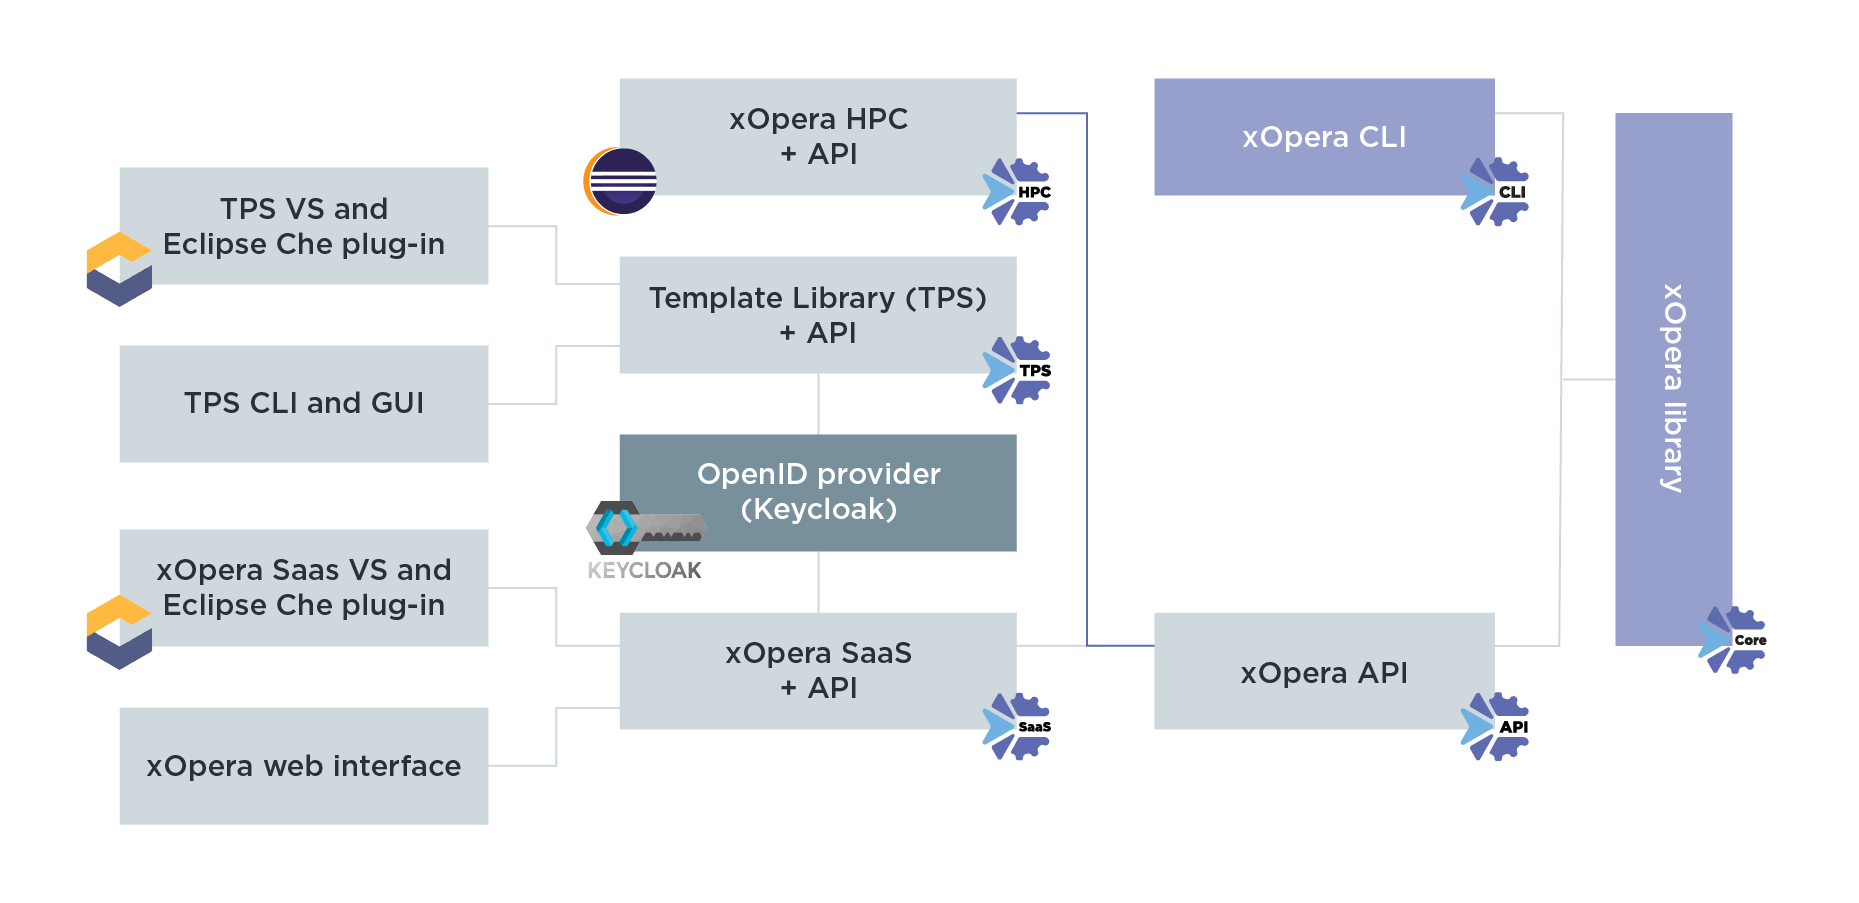 xOpera HPC
+ API
HPC
xOpera CLI
CLI
TPS VS and
Eclipse Che plug-in
Template Library (TPS)
+ API
TPS
TPS CLI and GUI
OpenID provider
(Keycloak)
KEYCLOAK
xOpera library
Core
xOpera Saas VS and
Eclipse Che plug-in
xOpera SaaS
+ API
SaaS
xOpera API
API
xOpera web interface